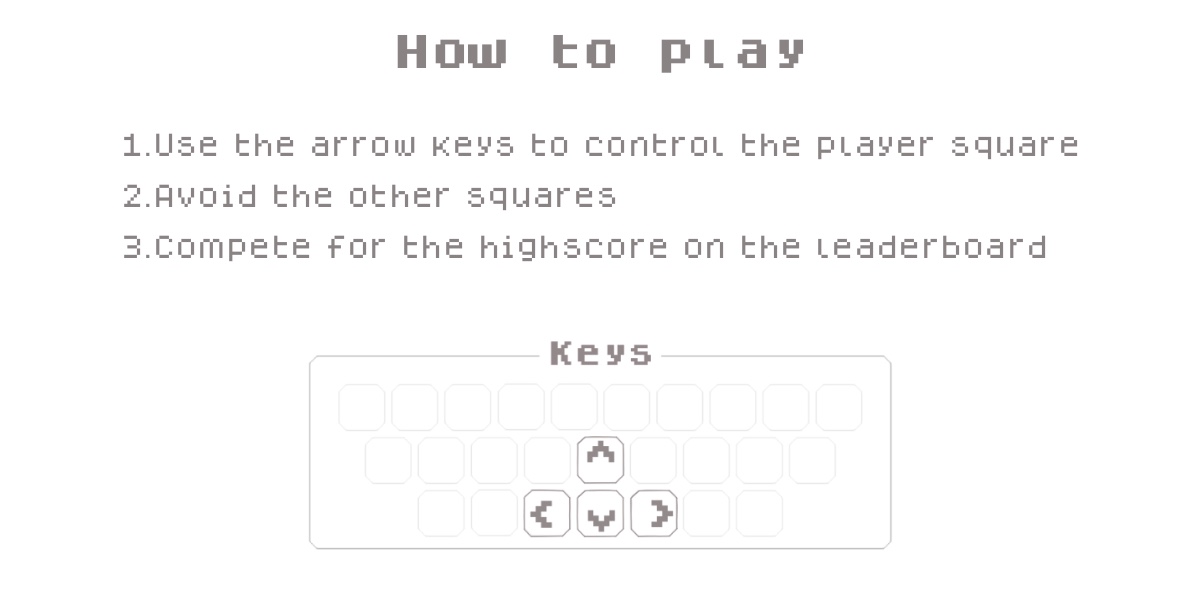 How to play
1.Use the arrow keys to control the player square
2.Avoid the other squares
3.Compete for the highscore on the leaderboard
Keys